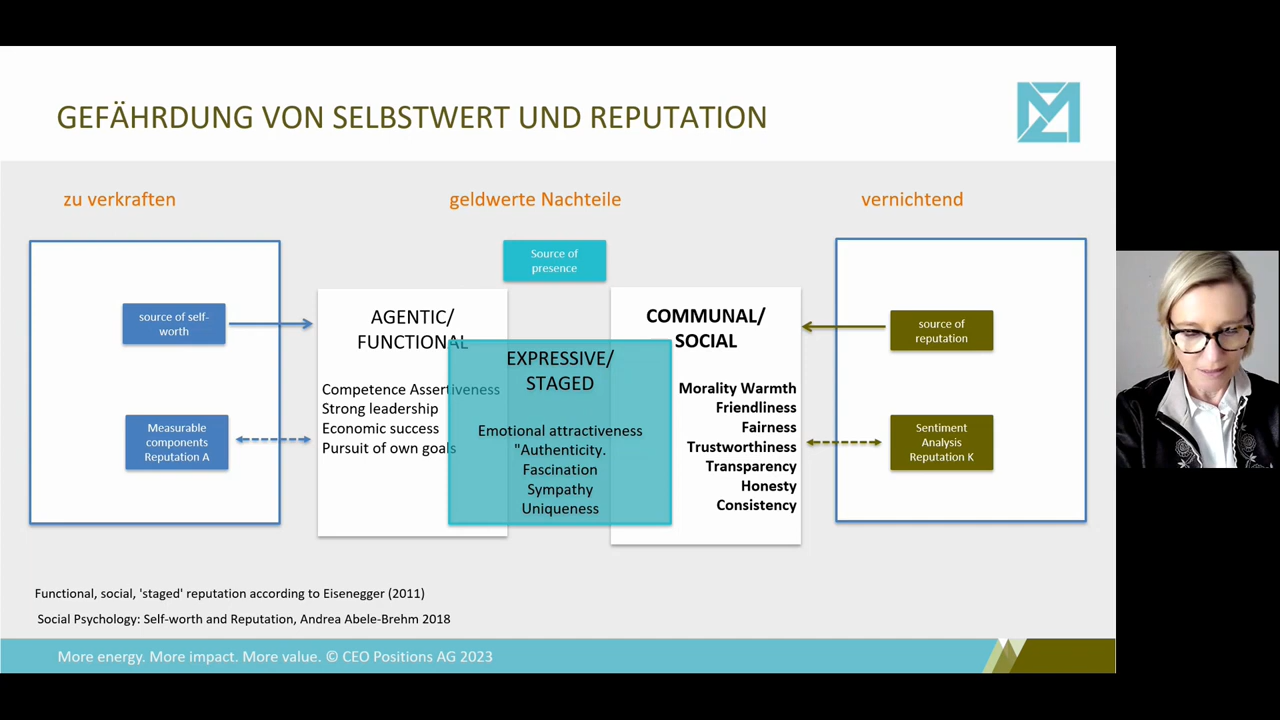 GEFÄHRDUNG VON SELBSTWERT UND REPUTATION
zu verkraften
geldwerte Nachteile
vernichtend
Source of
presence
source of self-
worth
Measurable
components
Reputation A
AGENTIC/
FUNCTIONAL
Competence Assertiveness
Strong leadership
Economic success
Pursuit of own goals
EXPRESSIVE/
STAGED
Emotional attractiveness
"Authenticity.
Fascination
Sympathy
Uniqueness
COMMUNAL/
SOCIAL
Morality Warmth
Friendliness
Fairness
Trustworthiness
Transparency
Honesty
Consistency
source of
reputation
Sentiment
Analysis
Reputation K
Functional, social, 'staged' reputation according to Eisenegger (2011)
Social Psychology: Self-worth and Reputation, Andrea Abele-Brehm 2018
More energy. More impact. More value. © CEO Positions AG 2023